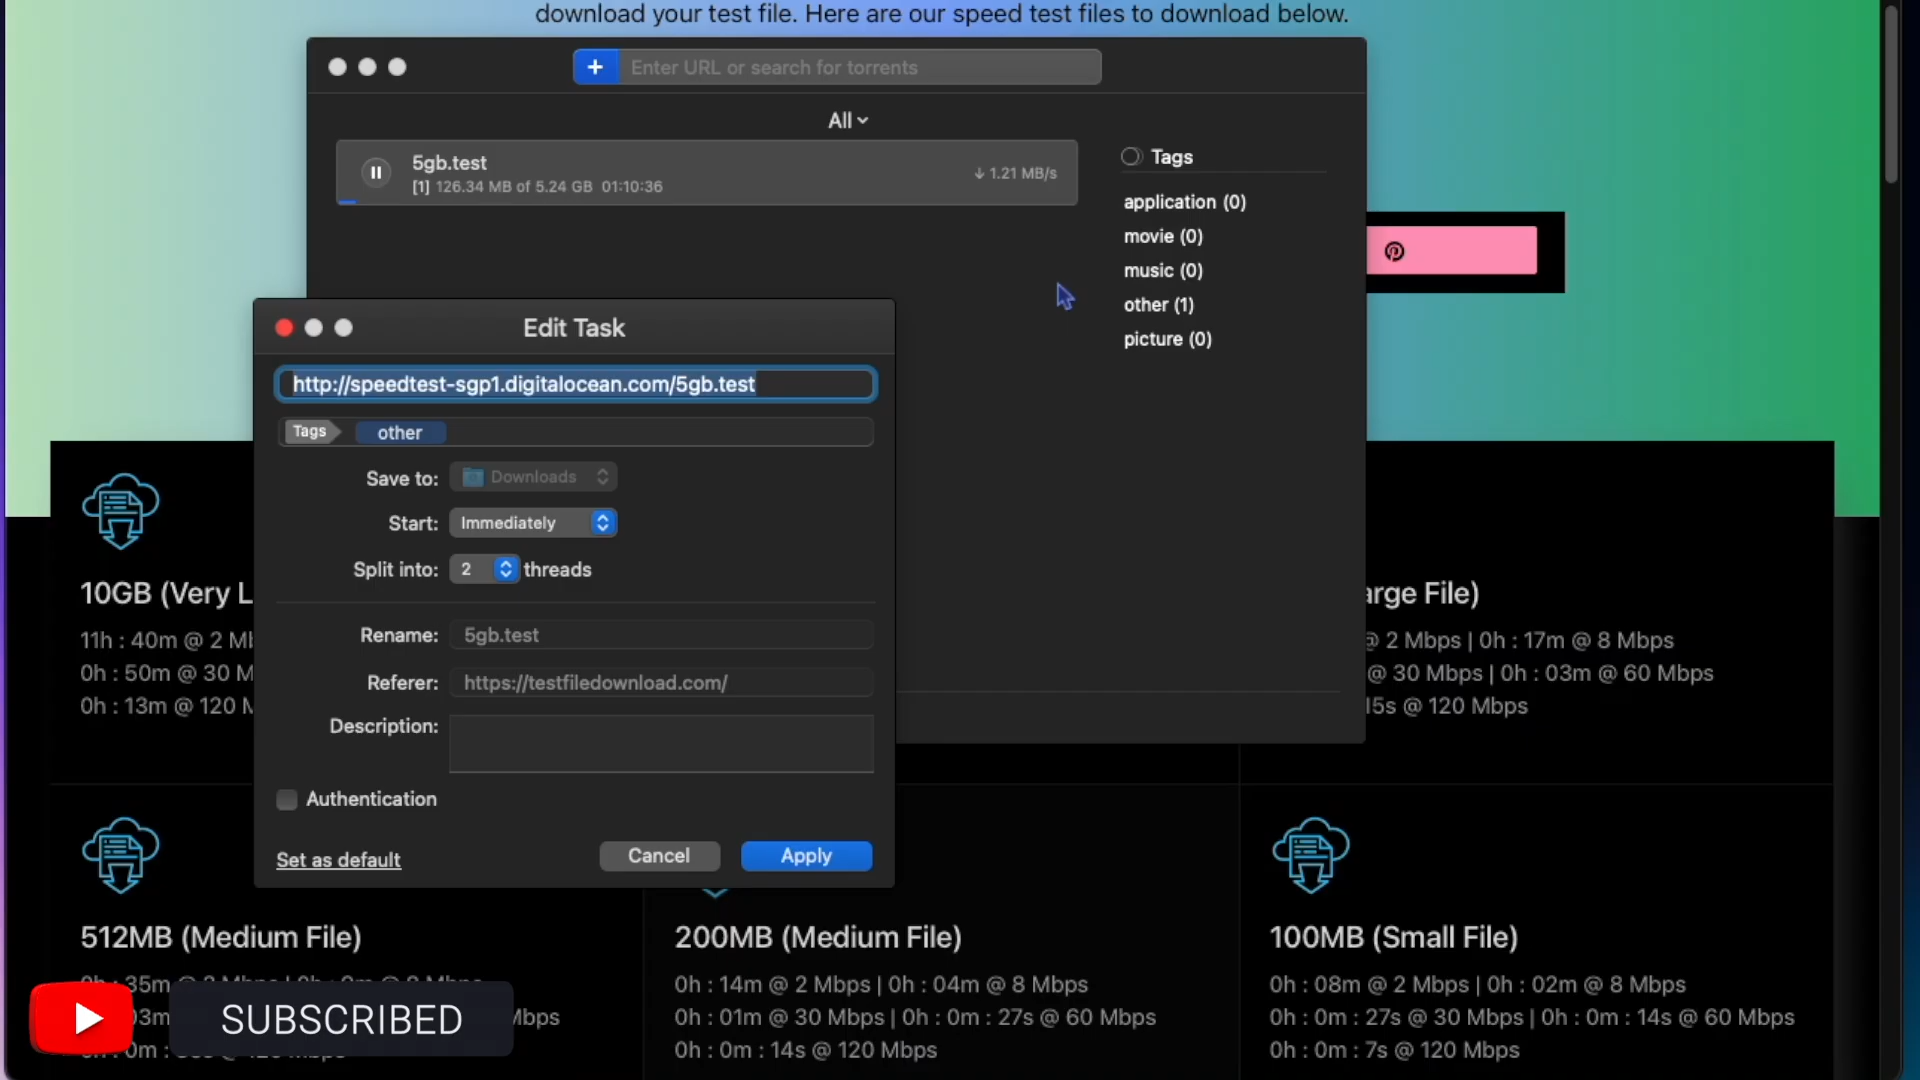 download your test file. Here are our speed test files to download below.
+ Enter URL or search for torrents
All
5gb.test
[1] 126.34 MB of 5.24 GB 01:10:36
↓ 1.21 MB/s
Tags
application (0)
movie (0)
music (0)
other (1)
picture (0)
Edit Task
http://speedtest-sgp1.digitalocean.com/5gb.test
Tags other
Save to: Downloads
Start: Immediately
Split into: 2 threads
Rename: 5gb.test
Referer: https://testfiledownload.com/
Description:
Authentication
Set as default
Cancel
Apply
10GB (Very L
11h : 40m @ 2 Mb
0h : 50m @ 30 M
0h : 13m @ 120 M
arge File)
@ 2 Mbps | 0h : 17m @ 8 Mbps
@ 30 Mbps | 0h : 03m @ 60 Mbps
15s @ 120 Mbps
512MB (Medium File)
35m
03m
Mbps
0m
200MB (Medium File)
0h : 14m @ 2 Mbps | 0h : 04m @ 8 Mbps
0h : 01m @ 30 Mbps | 0h : 0m : 27s @ 60 Mbps
0h : 0m : 14s @ 120 Mbps
100MB (Small File)
0h : 08m @ 2 Mbps | 0h : 02m @ 8 Mbps
0h : 0m : 27s @ 30 Mbps | 0h : 0m : 14s @ 60 Mbps
0h : 0m : 7s @ 120 Mbps
SUBSCRIBED